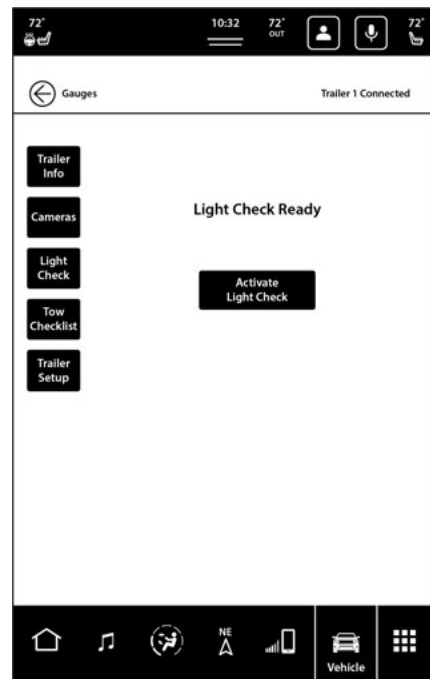 72°
10:32
72°
OUT
72°
Gauges
Trailer 1 Connected
Trailer
Info
Cameras
Light Check Ready
Light
Check
Activate
Light Check
Tow
Checklist
Trailer
Setup
NE
Vehicle